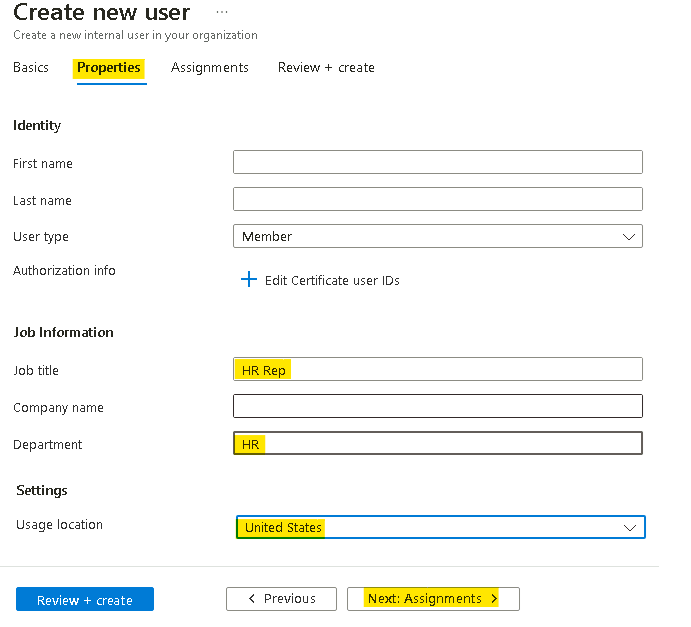 Create new user ...
Create a new internal user in your organization
Basics Properties Assignments Review + create
Identity
First name
Last name
User type Member
Authorization info
+ Edit Certificate user IDs
Job Information
Job title HR Rep
Company name
Department HR
Settings
Usage location United States
Review + create < Previous Next: Assignments >